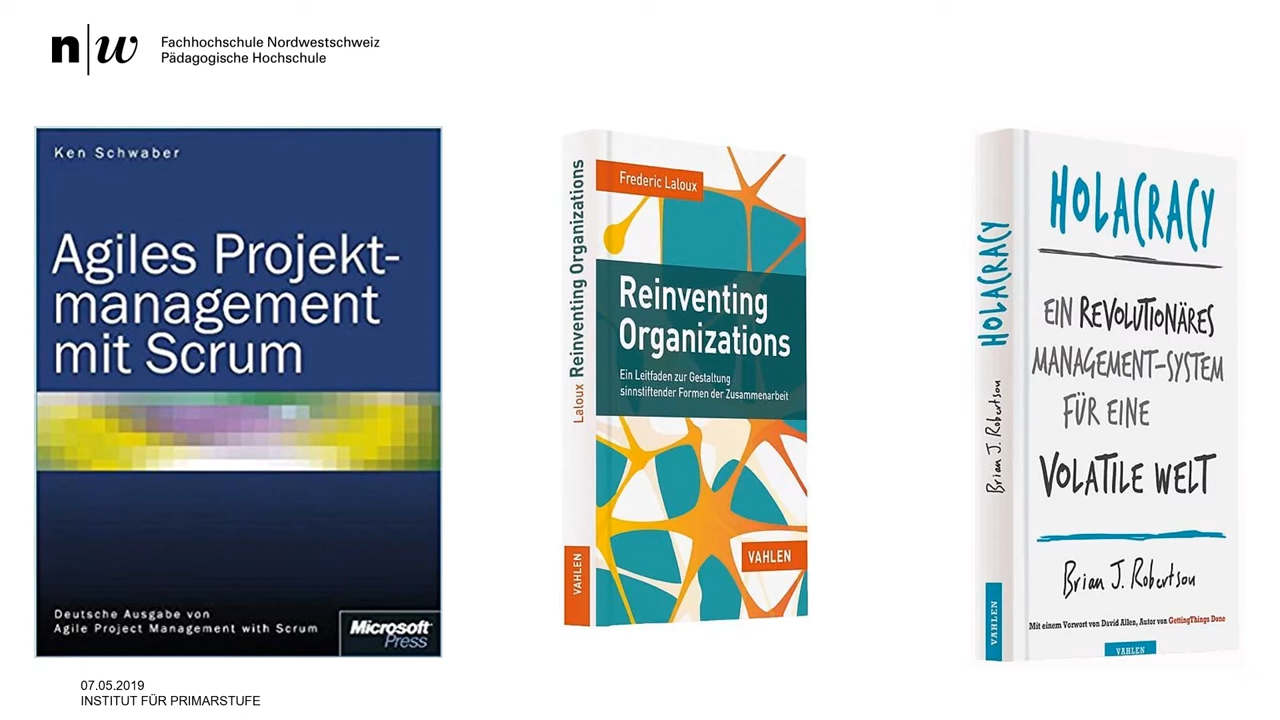 n|w
Fachhochschule Nordwestschweiz
Pädagogische Hochschule
Ken Schwaber
Agiles Projekt-
management
mit Scrum
Deutsche Ausgabe von
Agile Project Management with Scrum
Microsoft
Press
Laloux Reinventing Organizations
VAHLEN
Frederic Laloux
Reinventing
Organizations
Ein Leitfaden zur Gestaltung
sinnstiftender Formen der Zusammenarbeit
VAHLEN
HOLACRACY
Brian J. Robertson
VAHLEN
HOLACRACY
EIN REVOLUTIONÄRES
MANAGEMENT-SYSTEM
FÜR EINE
VOLATILE WELT
Brian J. Robertson
Mit einem Vorwort von David Allen, Autor von GettingThings Done
VAHLEN
07.05.2019
INSTITUT FÜR PRIMARSTUFE